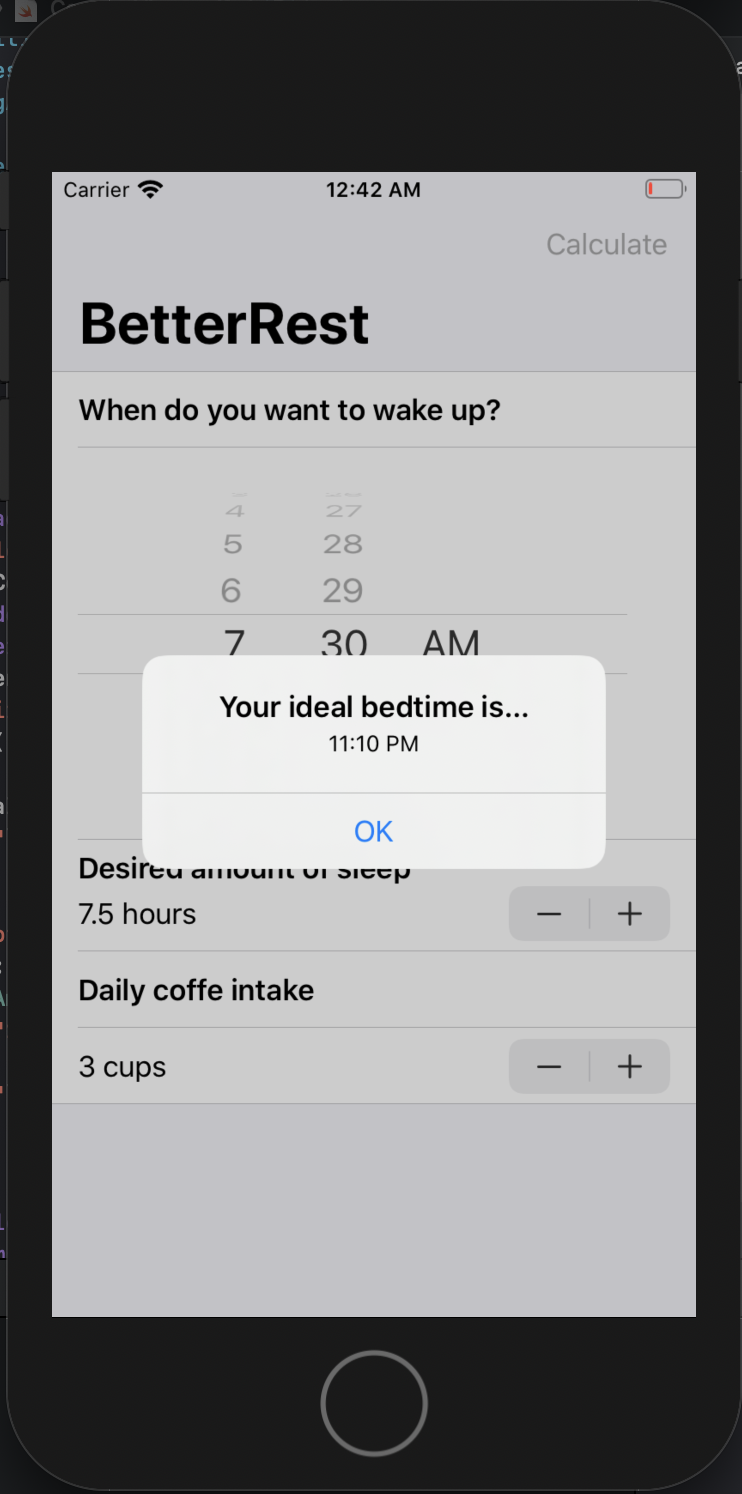 Carrier 12:42 AM
Calculate
BetterRest
When do you want to wake up?
4 27
5 28
6 29
7 30 AM
Your ideal bedtime is...
11:10 PM
OK
Desired amount of sleep
7.5 hours
Daily coffe intake
3 cups